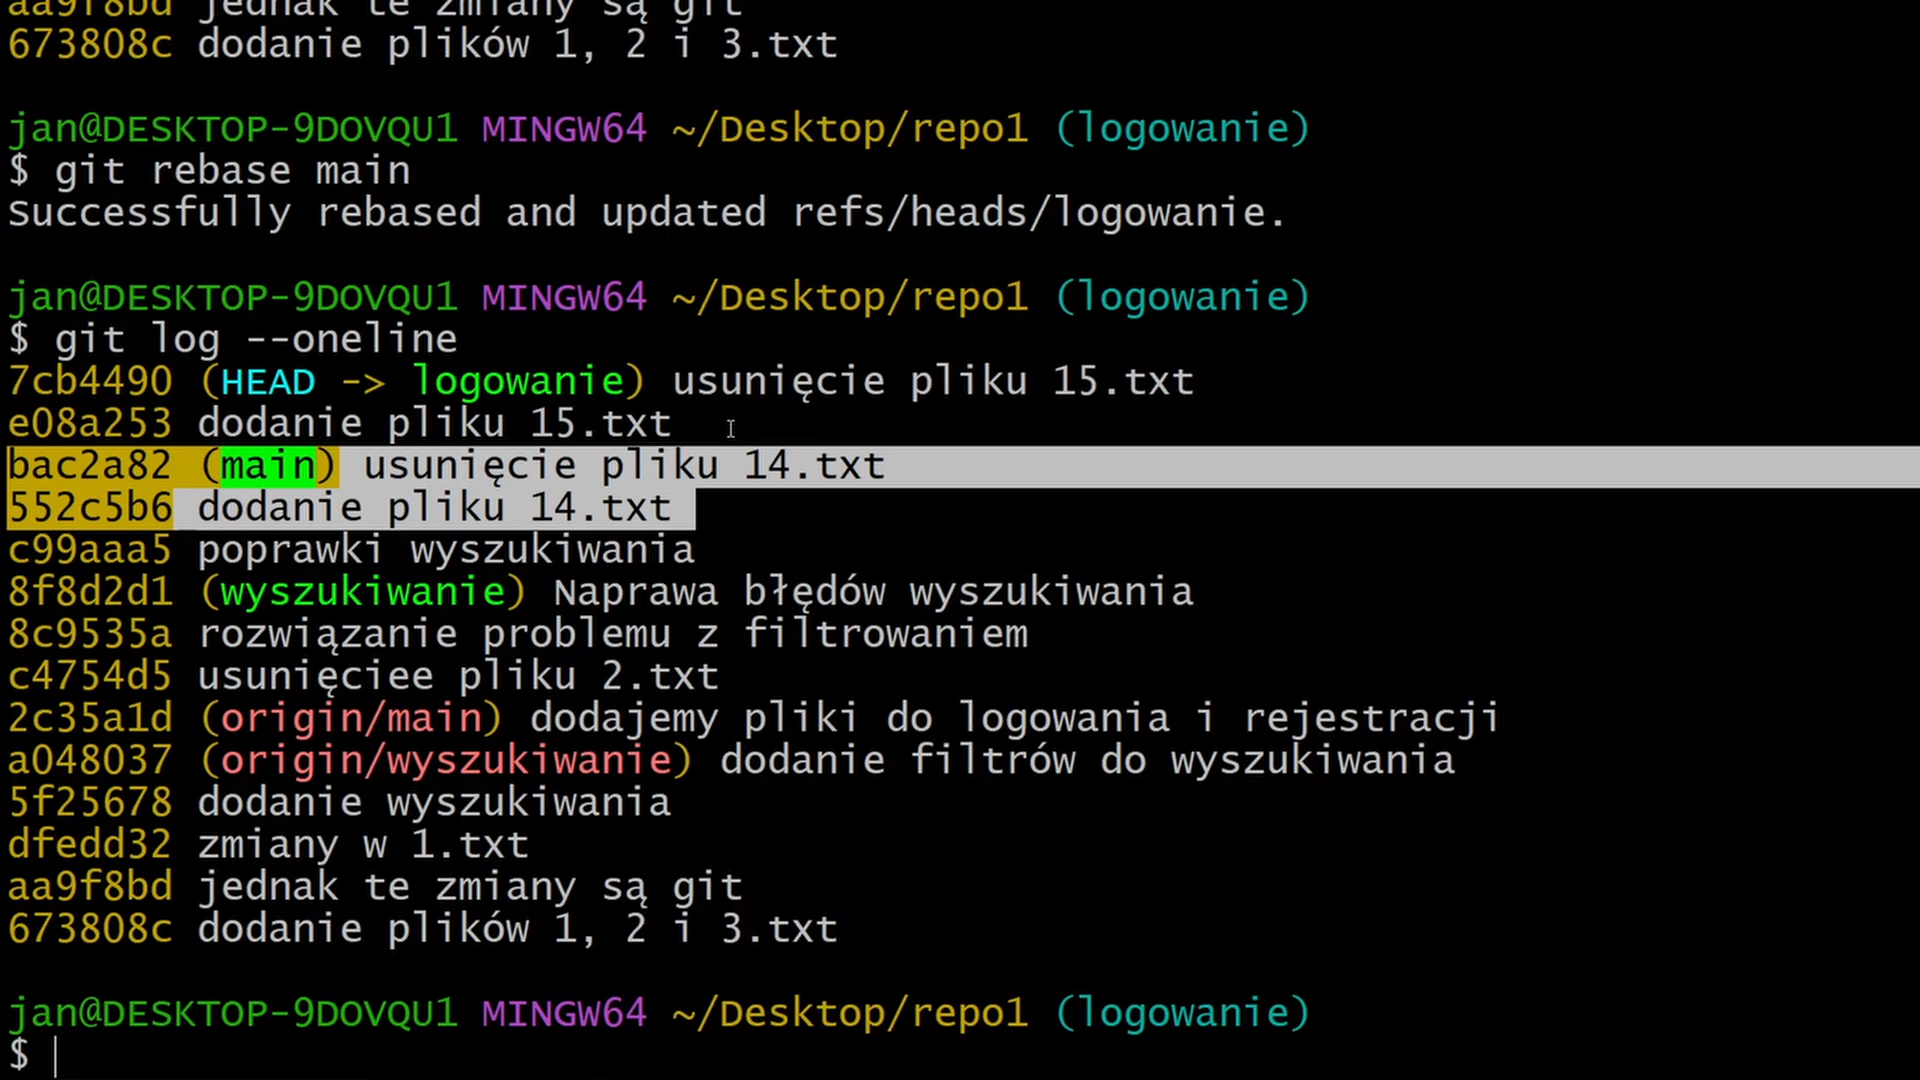 aa9f8bd jednak te zmiany są git
673808c dodanie plików 1, 2 i 3.txt
jan@DESKTOP-9DOVQU1 MINGW64 ~/Desktop/repo1 (logowanie)
$ git rebase main
Successfully rebased and updated refs/heads/logowanie.
jan@DESKTOP-9DOVQU1 MINGW64 ~/Desktop/repo1 (logowanie)
$ git log --oneline
7cb4490 (HEAD -> logowanie) usunięcie pliku 15.txt
e08a253 dodanie pliku 15.txt
bac2a82 (main) usunięcie pliku 14.txt
552c5b6 dodanie pliku 14.txt
c99aaa5 poprawki wyszukiwania
8f8d2d1 (wyszukiwanie) Naprawa błędów wyszukiwania
8c9535a rozwiązanie problemu z filtrowaniem
c4754d5 usunięciee pliku 2.txt
2c35a1d (origin/main) dodajemy pliki do logowania i rejestracji
a048037 (origin/wyszukiwanie) dodanie filtrów do wyszukiwania
5f25678 dodanie wyszukiwania
dfedd32 zmiany w 1.txt
aa9f8bd jednak te zmiany są git
673808c dodanie plików 1, 2 i 3.txt
jan@DESKTOP-9DOVQU1 MINGW64 ~/Desktop/repo1 (logowanie)
$